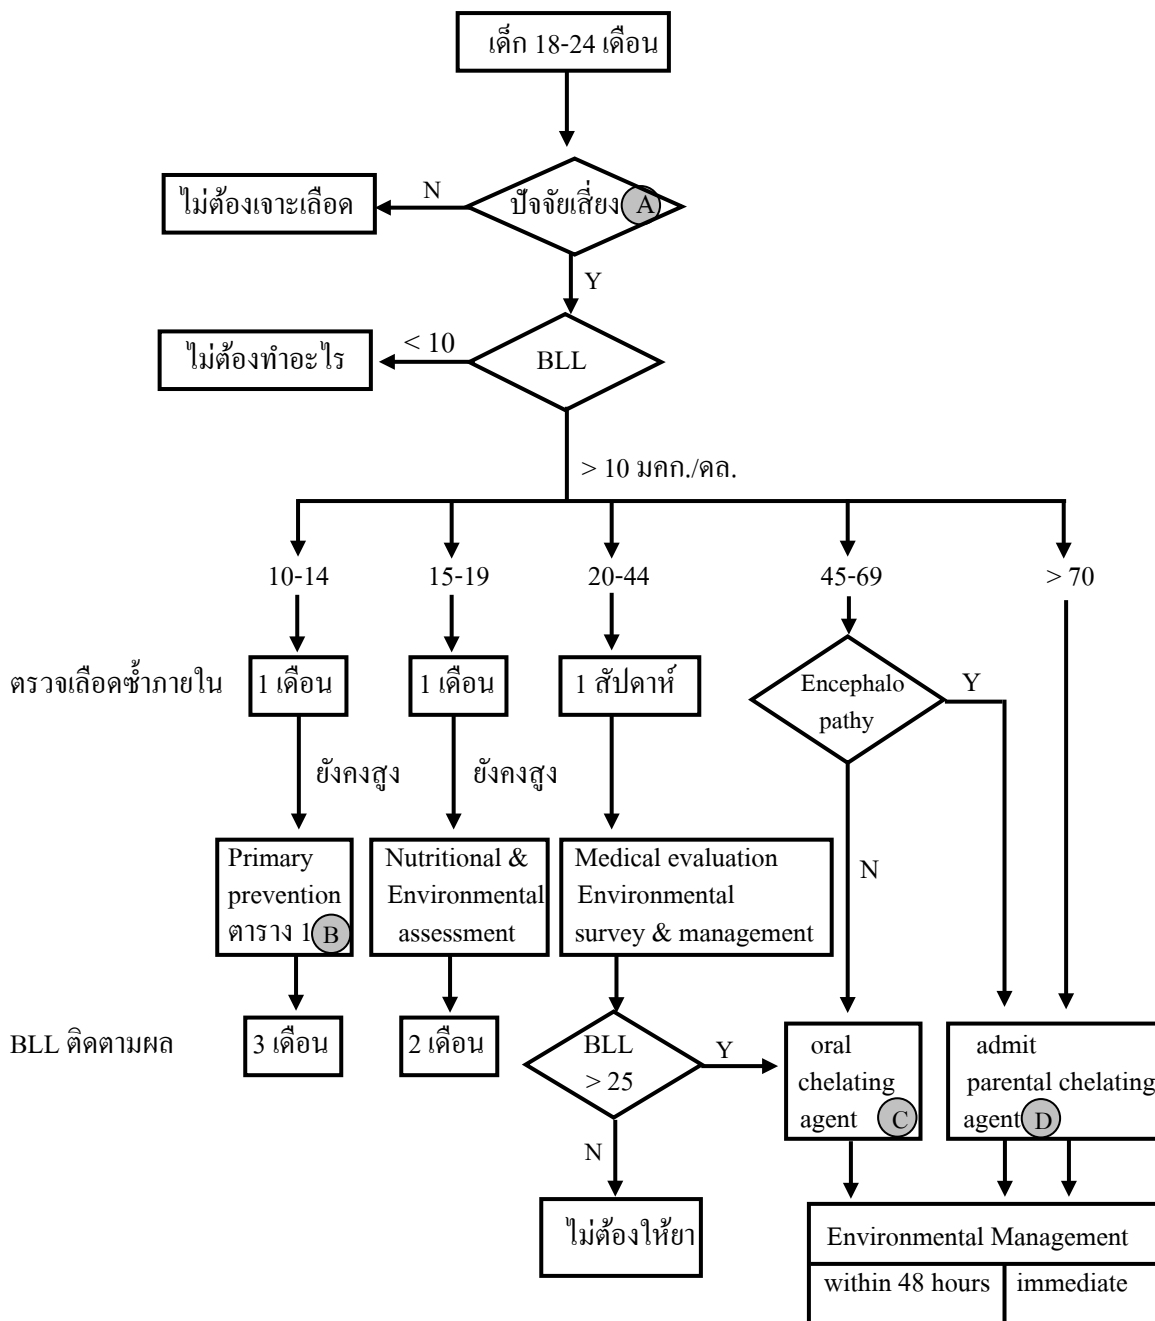 เด็ก 18-24 เดือน
ปัจจัยเสี่ยง A
N
ไม่ต้องเจาะเลือด
Y
BLL
< 10
ไม่ต้องทำอะไร
> 10 มคก./ดล.
10-14
15-19
20-44
45-69
> 70
ตรวจเลือดซ้ำภายใน
1 เดือน
1 เดือน
1 สัปดาห์
Encephalo
pathy
Y
ยังคงสูง
ยังคงสูง
N
Primary
prevention
ตาราง 1 B
Nutritional &
Environmental
assessment
Medical evaluation
Environmental
survey & management
BLL ติดตามผล
3 เดือน
2 เดือน
BLL
> 25
Y
N
oral
chelating
agent C
admit
parental chelating
agent D
ไม่ต้องให้ยา
Environmental Management
within 48 hours
immediate